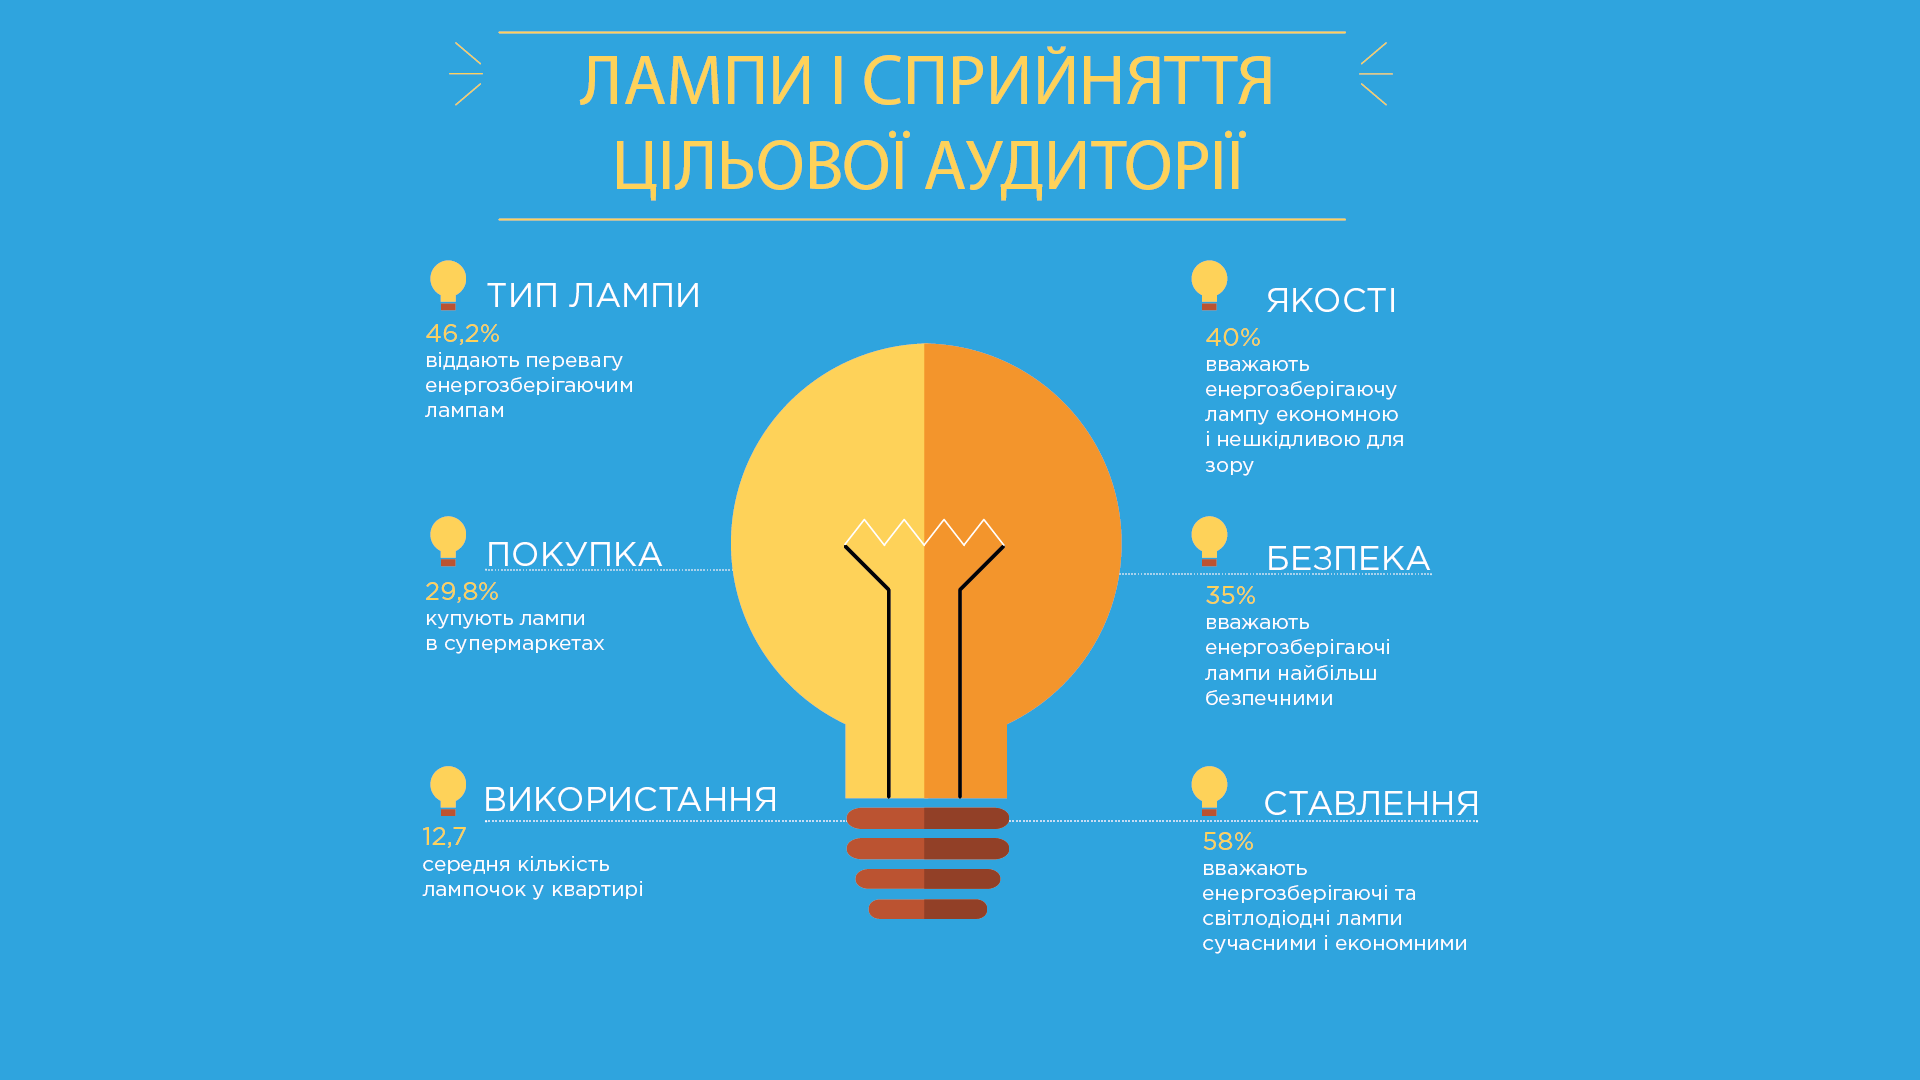 ЛАМПИ І СПРИЙНЯТТЯ
ЦІЛЬОВОЇ АУДИТОРІЇ
ТИП ЛАМПИ
46,2%
віддають перевагу
енергозберігаючим
лампам
ПОКУПКА
29,8%
купують лампи
в супермаркетах
ВИКОРИСТАННЯ
12,7
середня кількість
лампочок у квартирі
ЯКОСТІ
40%
вважають
енергозберігаючу
лампу економною
і нешкідливою для
зору
БЕЗПЕКА
35%
вважають
енергозберігаючі
лампи найбільш
безпечними
СТАВЛЕННЯ
58%
вважають
енергозберігаючі та
світлодіодні лампи
сучасними і економними